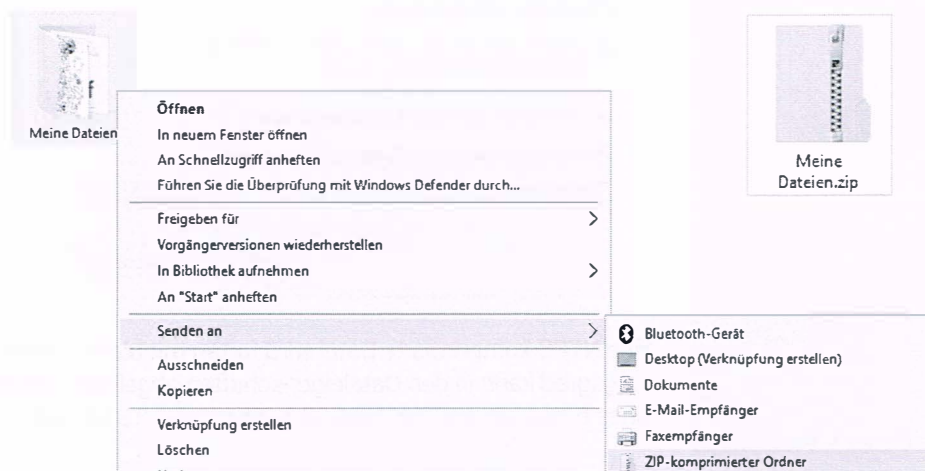 Meine Dateien
Öffnen
In neuem Fenster öffnen
An Schnellzugriff anheften
Führen Sie die Überprüfung mit Windows Defender durch...
Freigeben für
Vorgängerversionen wiederherstellen
In Bibliothek aufnehmen
An "Start" anheften
Senden an
Ausschneiden
Kopieren
Verknüpfung erstellen
Löschen
Bluetooth-Gerät
Desktop (Verknüpfung erstellen)
Dokumente
E-Mail-Empfänger
Faxempfänger
ZIP-komprimierter Ordner
Meine
Dateien.zip